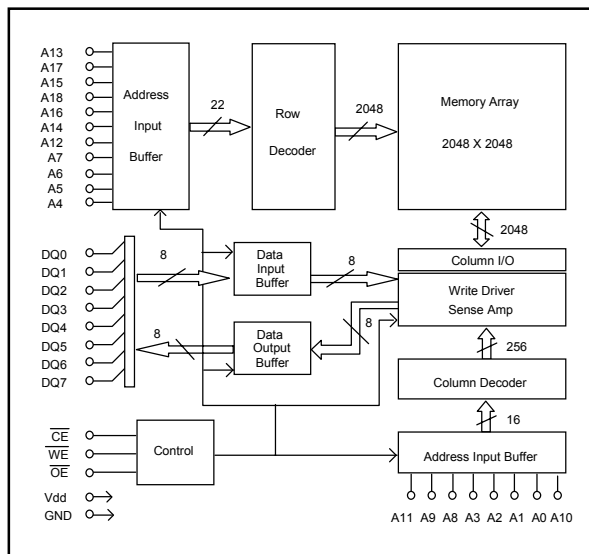 A13
A17
A15
A18
A16
A14
A12
A7
A6
A5
A4
Address
Input
Buffer
22
Row
Decoder
2048
Memory Array
2048 X 2048
2048
DQ0
DQ1
DQ2
DQ3
DQ4
DQ5
DQ6
DQ7
8
Data
Input
Buffer
8
Column I/O
Write Driver
Sense Amp
8
Data
Output
Buffer
8
256
Column Decoder
16
CE
WE
OE
Control
Address Input Buffer
Vdd
GND
A11 A9 A8 A3 A2 A1 A0 A10